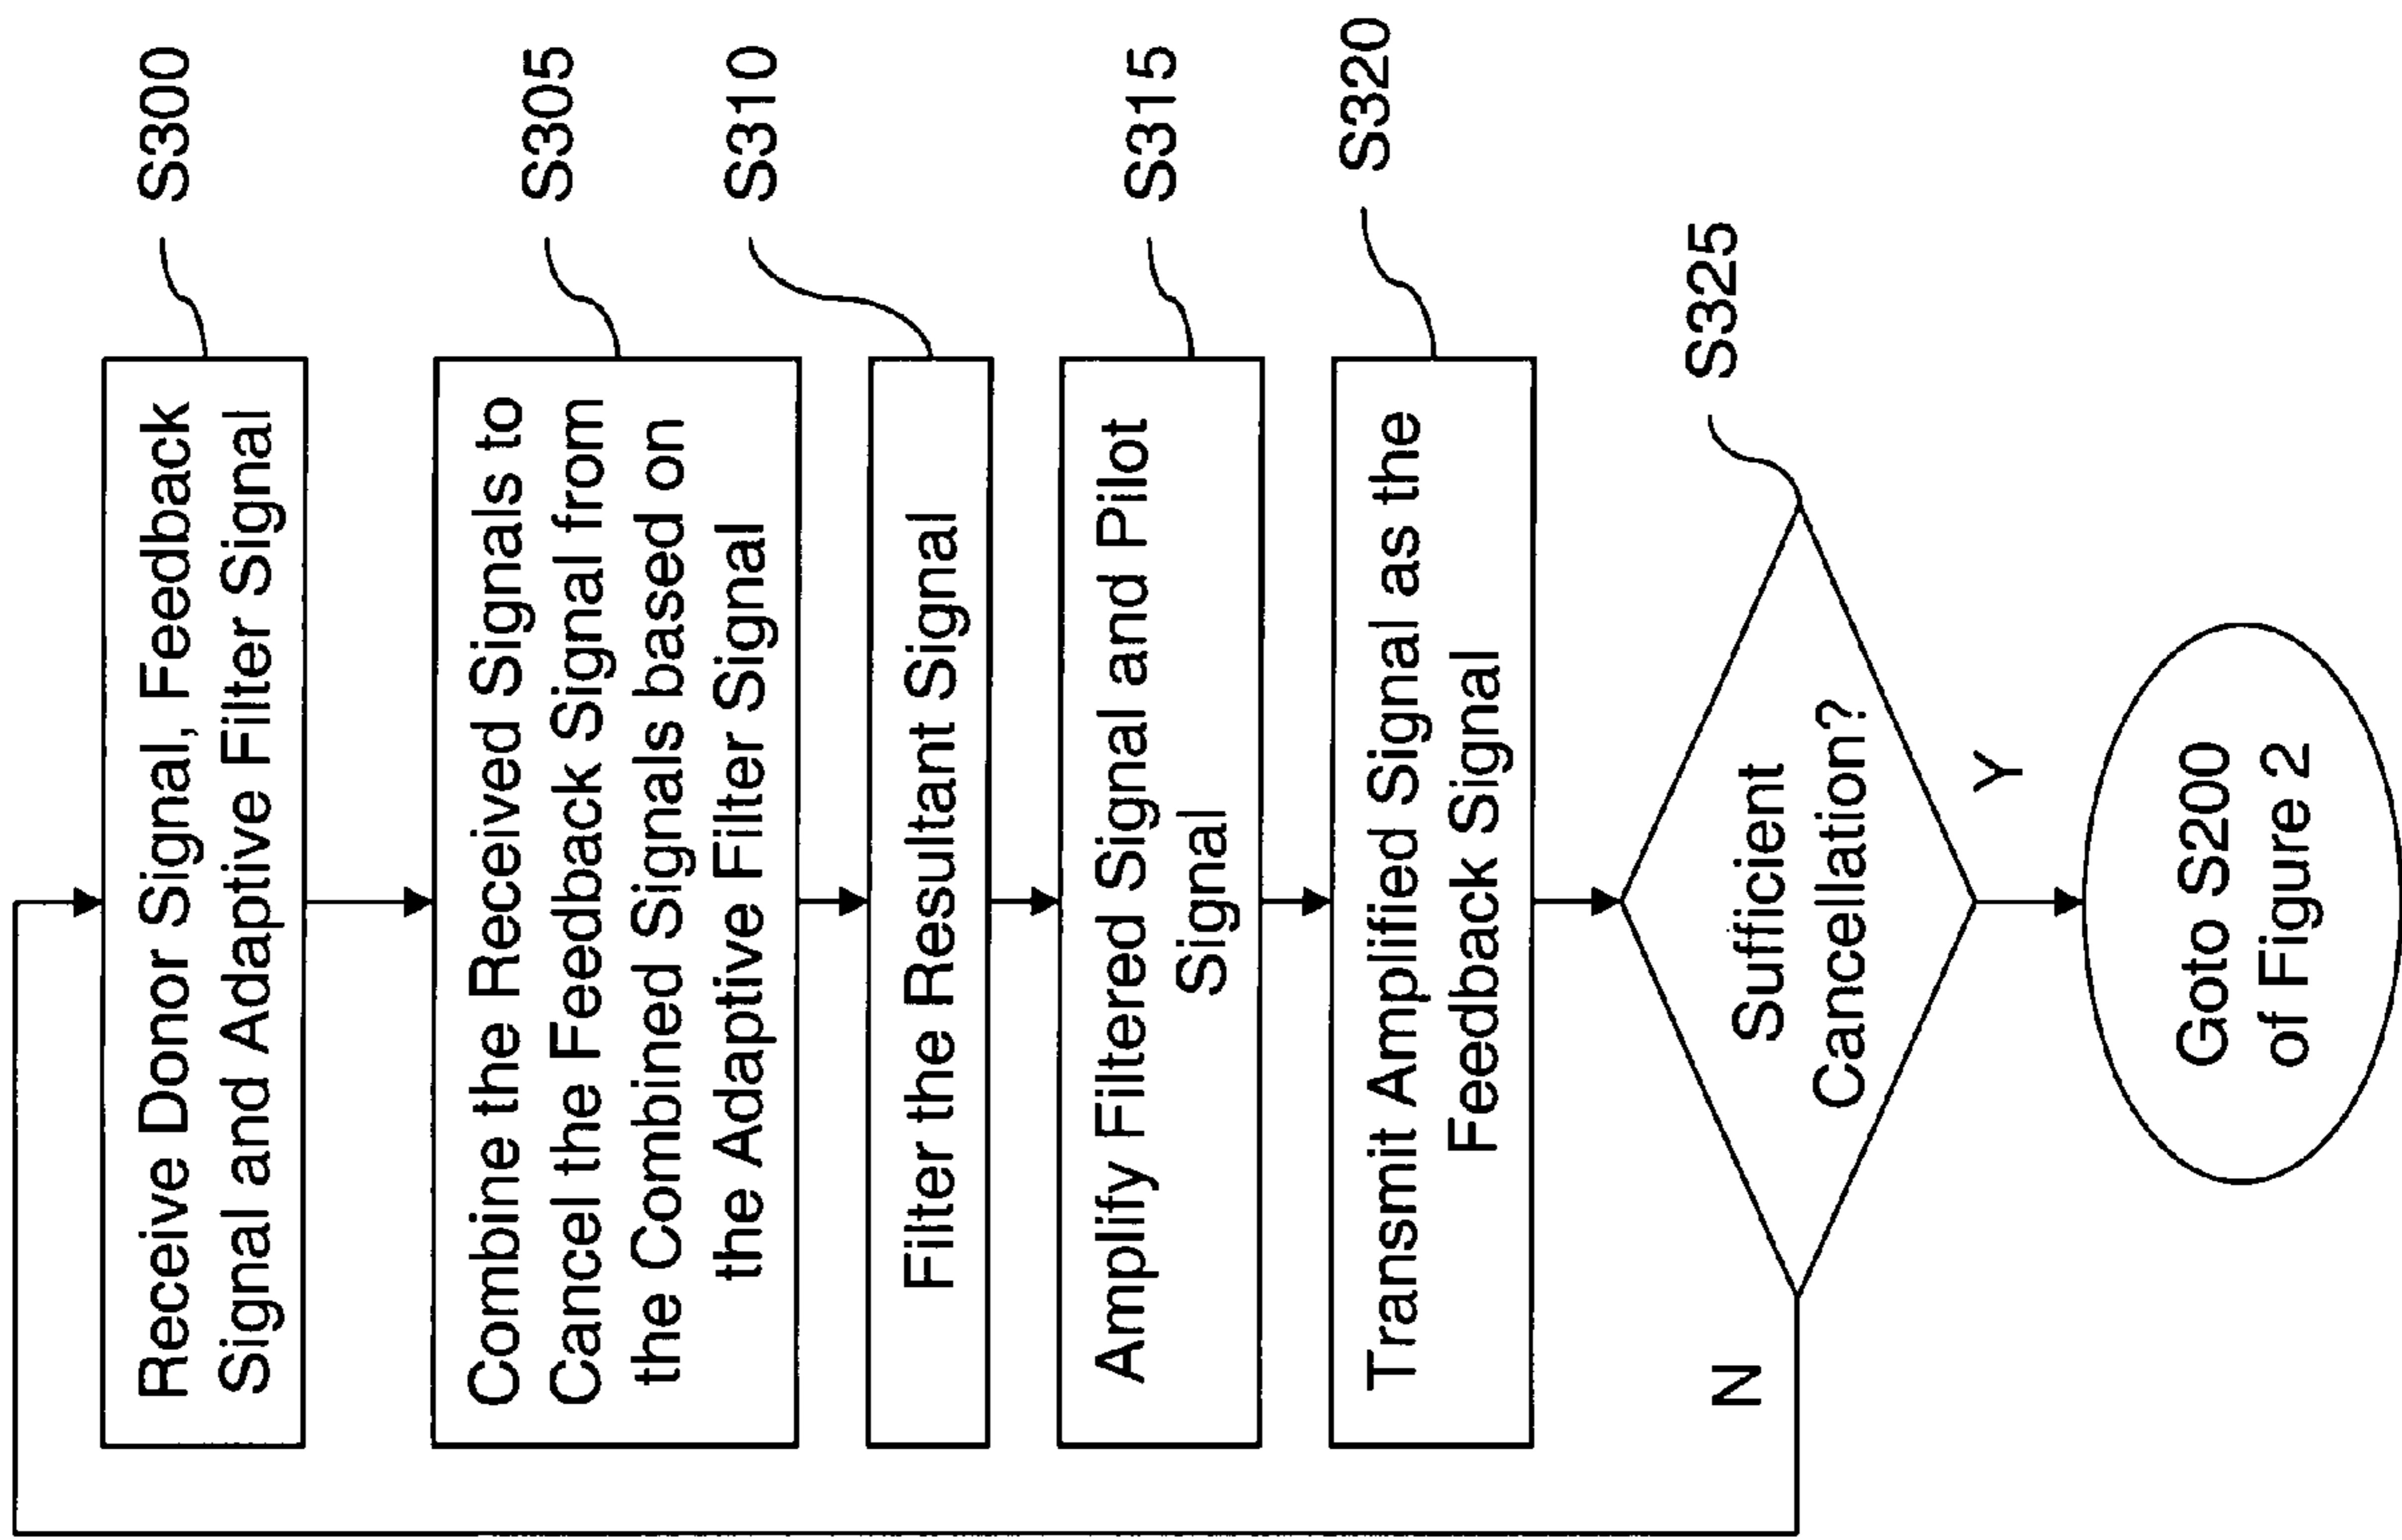 Receive Donor Signal, Feedback
Signal and Adaptive Filter Signal
S300
Combine the Received Signals to
Cancel the Feedback Signal from
the Combined Signals based on
the Adaptive Filter Signal
S305
Filter the Resultant Signal
S310
Amplify Filtered Signal and Pilot
Signal
S315
Transmit Amplified Signal as the
Feedback Signal
S320
Sufficient
Cancellation?
S325
N
Y
Goto S200
of Figure 2